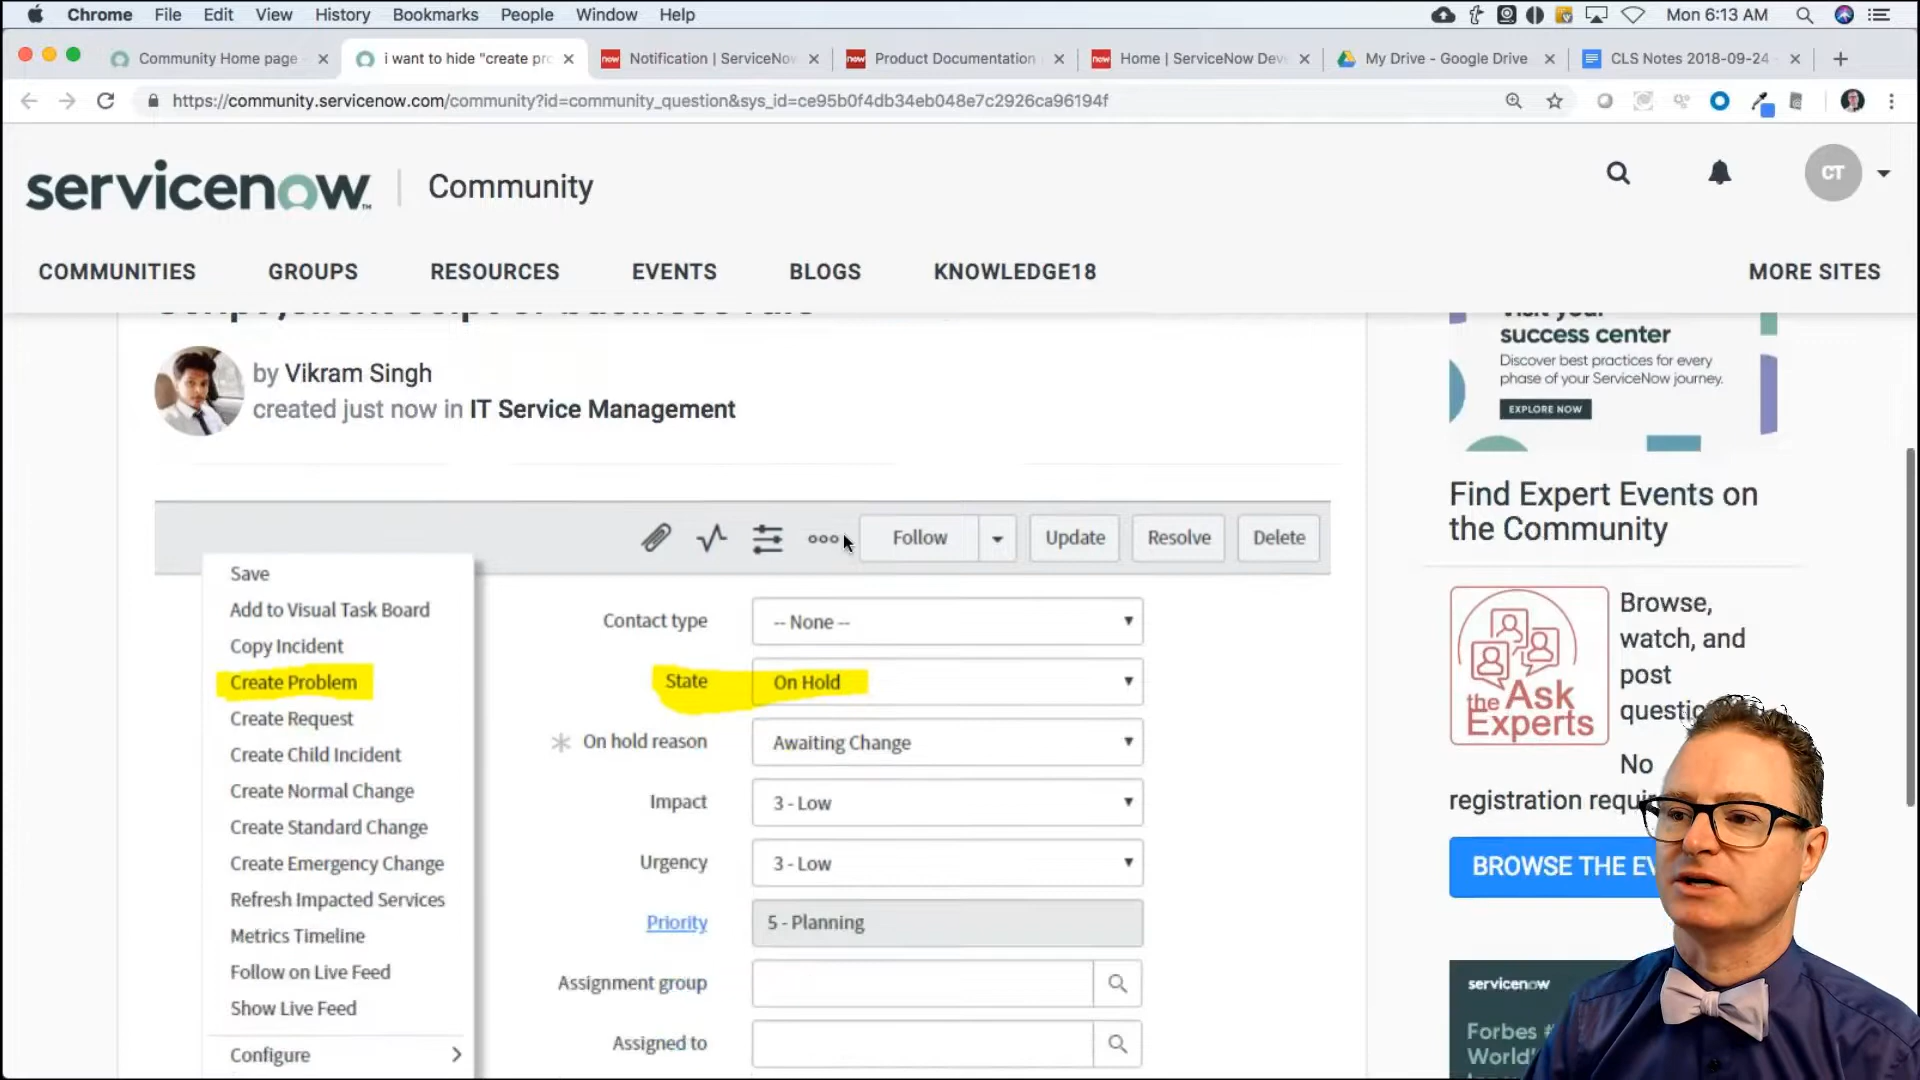 Chrome File Edit View History Bookmarks People Window Help Mon 6:13 AM
Community Home page i want to hide "create pro Notification | ServiceNo Product Documentation Home | ServiceNow Dev My Drive - Google Drive CLS Notes 2018-09-24
https://community.servicenow.com/community?id=community_question&sys_id=ce95b0f4db34eb048e7c2926ca96194f
servicenow™ Community
CT
COMMUNITIES GROUPS RESOURCES EVENTS BLOGS KNOWLEDGE18 MORE SITES
by Vikram Singh
created just now in IT Service Management
Follow Update Resolve Delete
Save
Add to Visual Task Board
Copy Incident
Create Problem
Create Request
Create Child Incident
Create Normal Change
Create Standard Change
Create Emergency Change
Refresh Impacted Services
Metrics Timeline
Follow on Live Feed
Show Live Feed
Configure
Contact type -- None --
State On Hold
On hold reason Awaiting Change
Impact 3 - Low
Urgency 3 - Low
Priority 5 - Planning
Assignment group
Assigned to
success center
Discover best practices for every
phase of your ServiceNow journey.
EXPLORE NOW
Find Expert Events on
the Community
the Ask
Experts
Browse,
watch, and
post
questio
No
registration requi
BROWSE THE EV
servicenow
Forbes #
World'